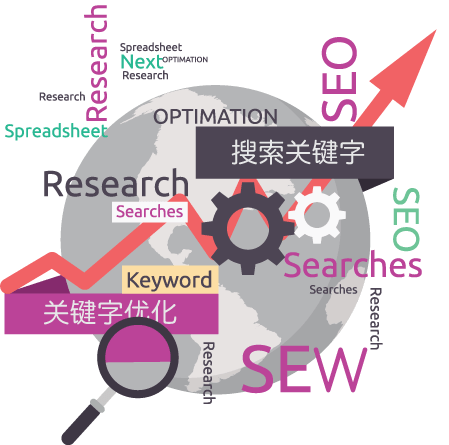 Research
Spreadsheet
Next
OPTIMATION
Research
SEO
Research
OPTIMATION
Spreadsheet
搜索关键字
Research
SEO
Searches
Searches
Keyword
Searches
关键字优化
Research
Research
SEW